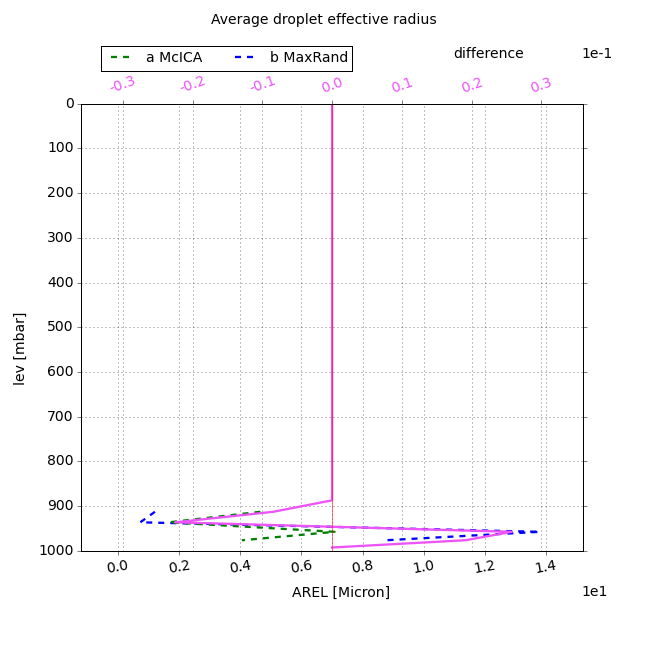 Average droplet effective radius
a McICA b MaxRand
difference 1e-1
-0.3 -0.2 -0.1 0.0 0.1 0.2 0.3
0
100
200
300
400
500
600
700
800
900
1000
lev [mbar]
0.0 0.2 0.4 0.6 0.8 1.0 1.2 1.4
AREL [Micron] 1e1